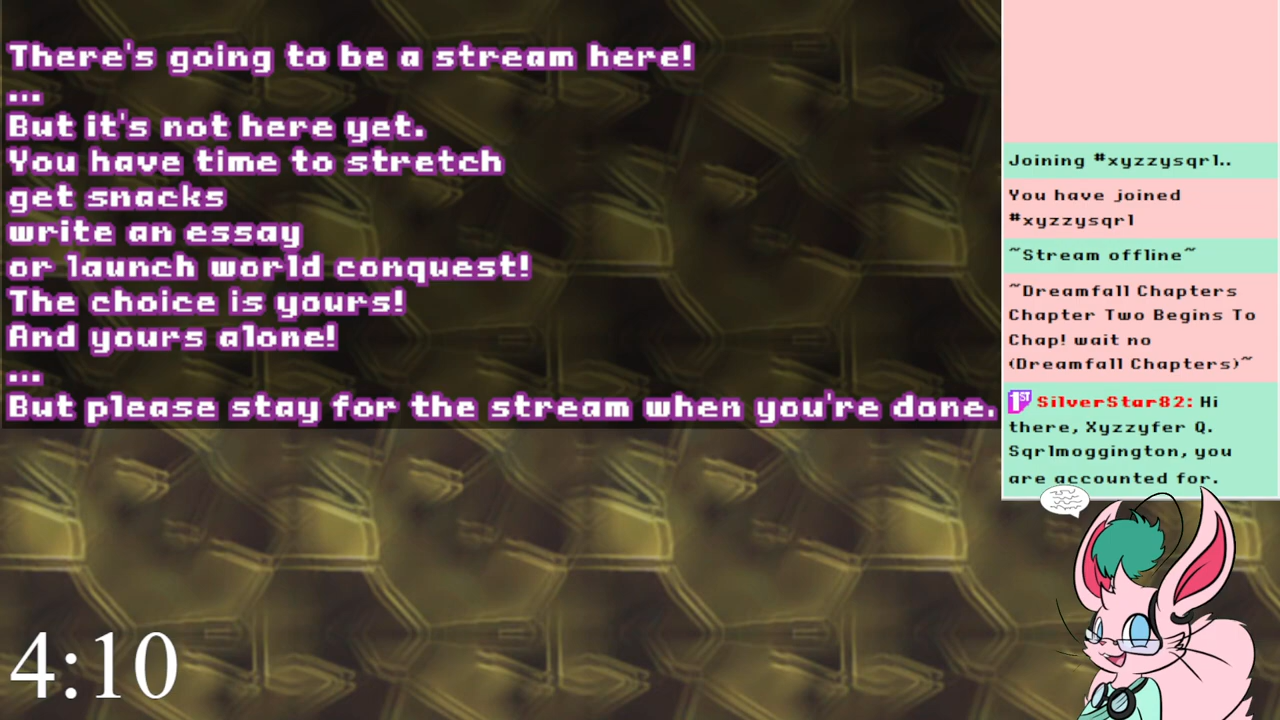 There's going to be a stream here!
...
But it's not here yet.
You have time to stretch
get snacks
write an essay
or launch world conquest!
The choice is yours!
And yours alone!
...
But please stay for the stream when you're done.
4:10
Joining #xyzzysqrl..
You have joined
#xyzzysqrl
~Stream offline~
~Dreamfall Chapters
Chapter Two Begins To
Chap! wait no
(Dreamfall Chapters)~
1ST SilverStar82: Hi
there, Xyzzyfer Q.
Sqrlmoggington, you
are accounted for.